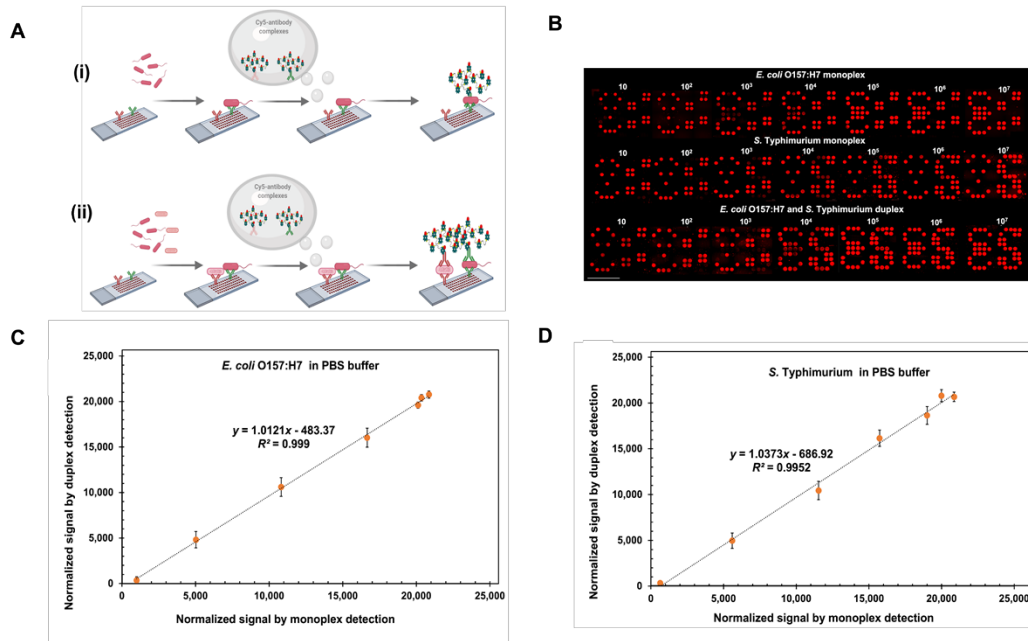 A
Cy5-antibody
complexes
(i)
Cy5-antibody
complexes
(ii)
B
E. coli O157:H7 monoplex
10 10² 10³ 10⁴ 10⁵ 10⁶ 10⁷
S. Typhimurium monoplex
10 10² 10³ 10⁴ 10⁵ 10⁶ 10⁷
E. coli O157:H7 and S. Typhimurium duplex
10 10² 10³ 10⁴ 10⁵ 10⁶ 10⁷
C
Normalized signal by duplex detection
25,000
20,000
15,000
10,000
5,000
0
E. coli O157:H7 in PBS buffer
y = 1.0121x - 483.37
R² = 0.999
0 5,000 10,000 15,000 20,000 25,000
Normalized signal by monoplex detection
D
Normalized signal by duplex detection
25,000
20,000
15,000
10,000
5,000
0
S. Typhimurium in PBS buffer
y = 1.0373x - 686.92
R² = 0.9952
0 5,000 10,000 15,000 20,000 25,000
Normalized signal by monoplex detection